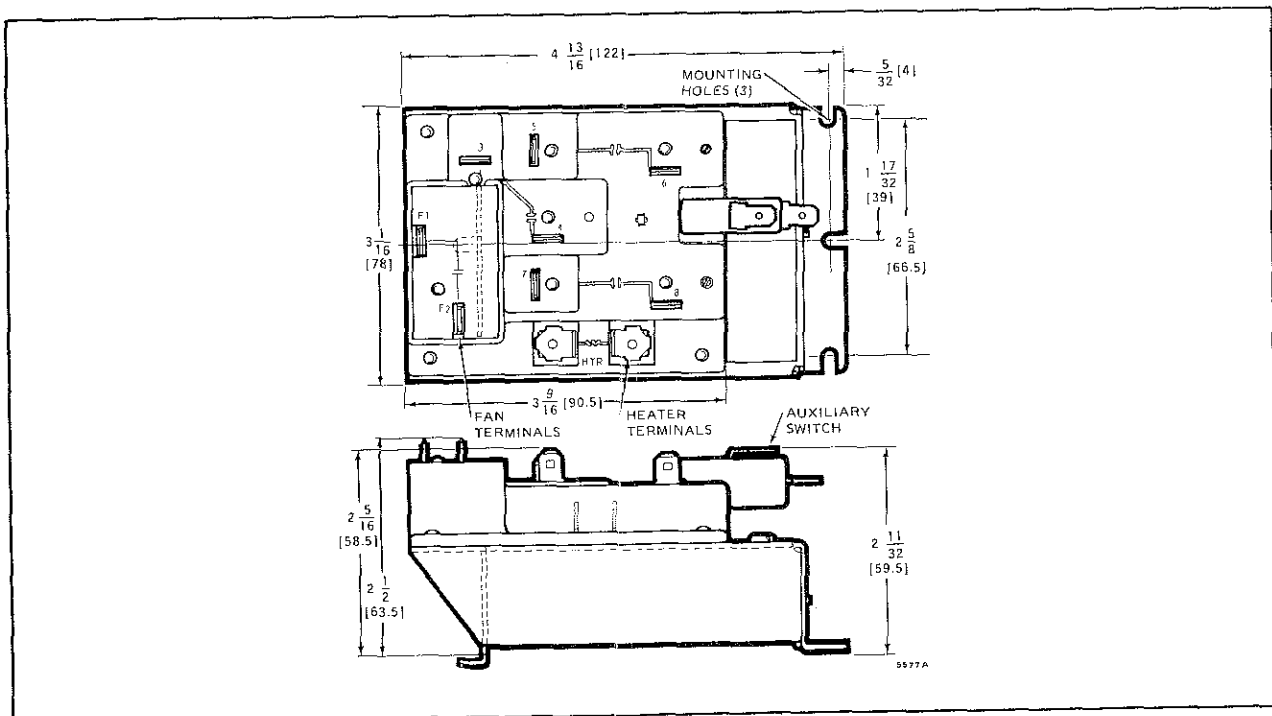 4 13/16 [122]
5/32 [4]
MOUNTING
HOLES (3)
3
5
6
1 17/32
[39]
F1
4
3 1/16
[78]
2 5/8
[66.5]
7
8
F2
HTR
3 9/16 [90.5]
FAN
TERMINALS
HEATER
TERMINALS
AUXILIARY
SWITCH
2 5/16
[58.5]
2 11/32
[59.5]
2 1/2
[63.5]
5577A